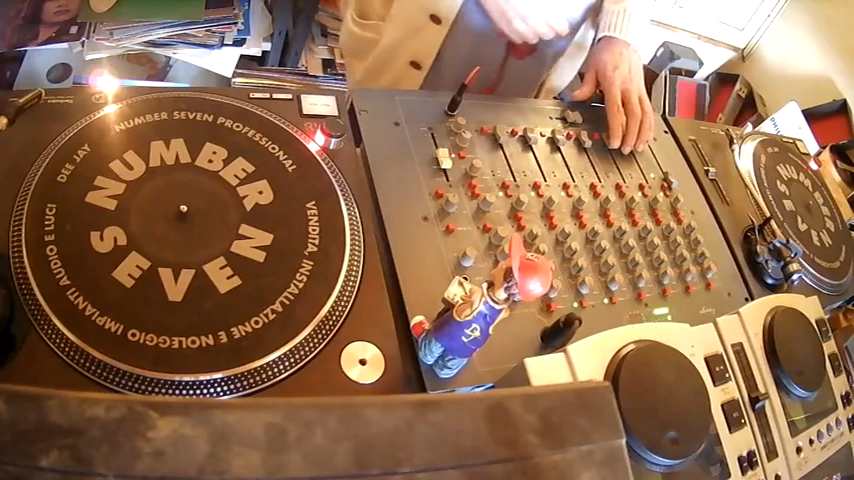 NUMBER SEVEN PROFESSIONAL
DEE JAY
NUMBER
SEVEN
VENDITA, INSTALLAZIONE E NOLEGGIO IMPIANTI AUDIO E LUCI
NUMBER
SEVEN